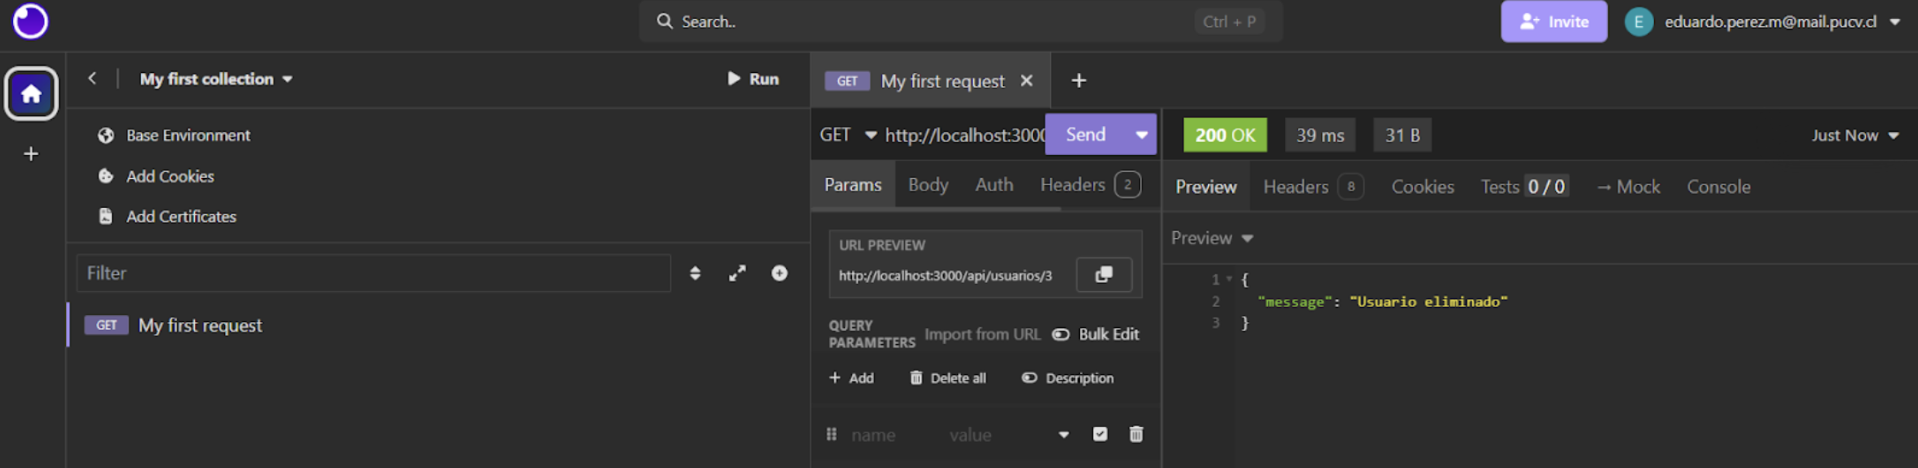 Search..
Ctrl + P
Invite
E
eduardo.perez.m@mail.pucv.cl
My first collection
Run
GET My first request
Base Environment
Add Cookies
Add Certificates
Filter
GET My first request
GET http://localhost:3000
Send
Params Body Auth Headers 2
URL PREVIEW
http://localhost:3000/api/usuarios/3
QUERY PARAMETERS
Import from URL
Bulk Edit
Add
Delete all
Description
name value
200 OK 39 ms 31 B
Just Now
Preview Headers 8 Cookies Tests 0 / 0 → Mock Console
Preview
1 {
2 "message": "Usuario eliminado"
3 }